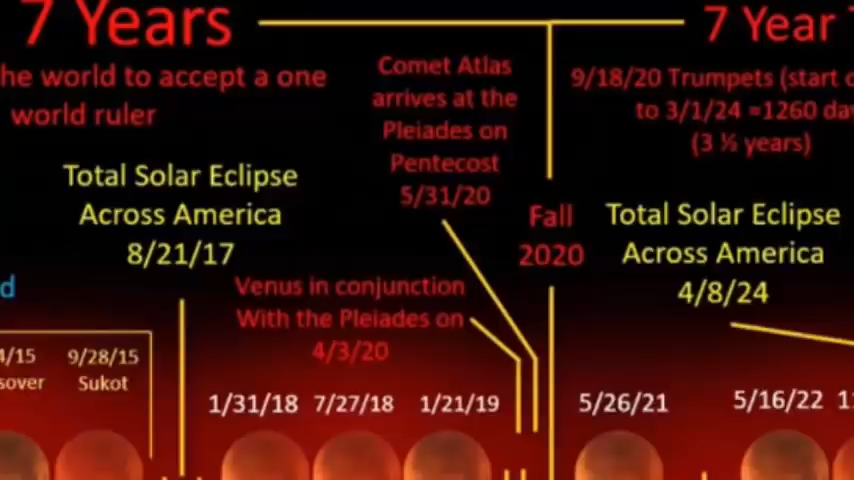 7 Years
he world to accept a one
world ruler
Total Solar Eclipse
Across America
8/21/17
Comet Atlas
arrives at the
Pleiades on
Pentecost
5/31/20
7 Year
9/18/20 Trumpets (start
to 3/1/24 =1260
(3 ½ years)
Fall
2020
Total Solar Eclipse
Across America
4/8/24
d
Venus in conjunction
With the Pleiades on
4/3/20
4/15
sover
9/28/15
Sukot
1/31/18 7/27/18 1/21/19
5/26/21
5/16/22